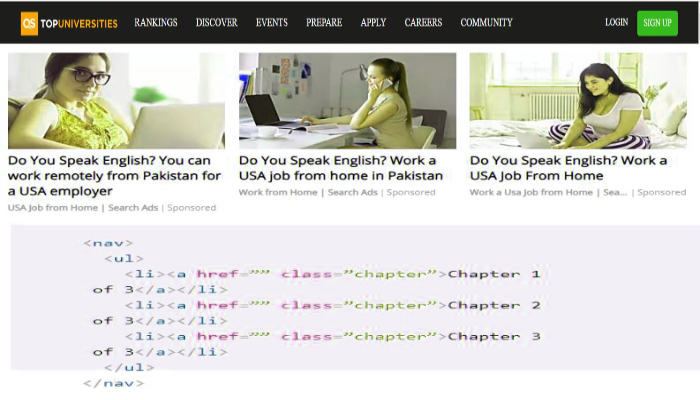 QS TOPUNIVERSITIES RANKINGS DISCOVER EVENTS PREPARE APPLY CAREERS COMMUNITY LOGIN SIGN UP
Do You Speak English? You can
work remotely from Pakistan for
a USA employer
USA Job from Home | Search Ads | Sponsored
Do You Speak English? Work a
USA job from home in Pakistan
Work from Home | Search Ads | Sponsored
Do You Speak English? Work a
USA Job From Home
Work a Usa Job from Home | Sea... | Sponsored
<nav>
<ul>
<li><a href=”” class=”chapter”>Chapter 1
of 3</a></li>
<li><a href=”” class=”chapter”>Chapter 2
of 3</a></li>
<li><a href=”” class=”chapter”>Chapter 3
of 3</a></li>
</ul>
</nav>